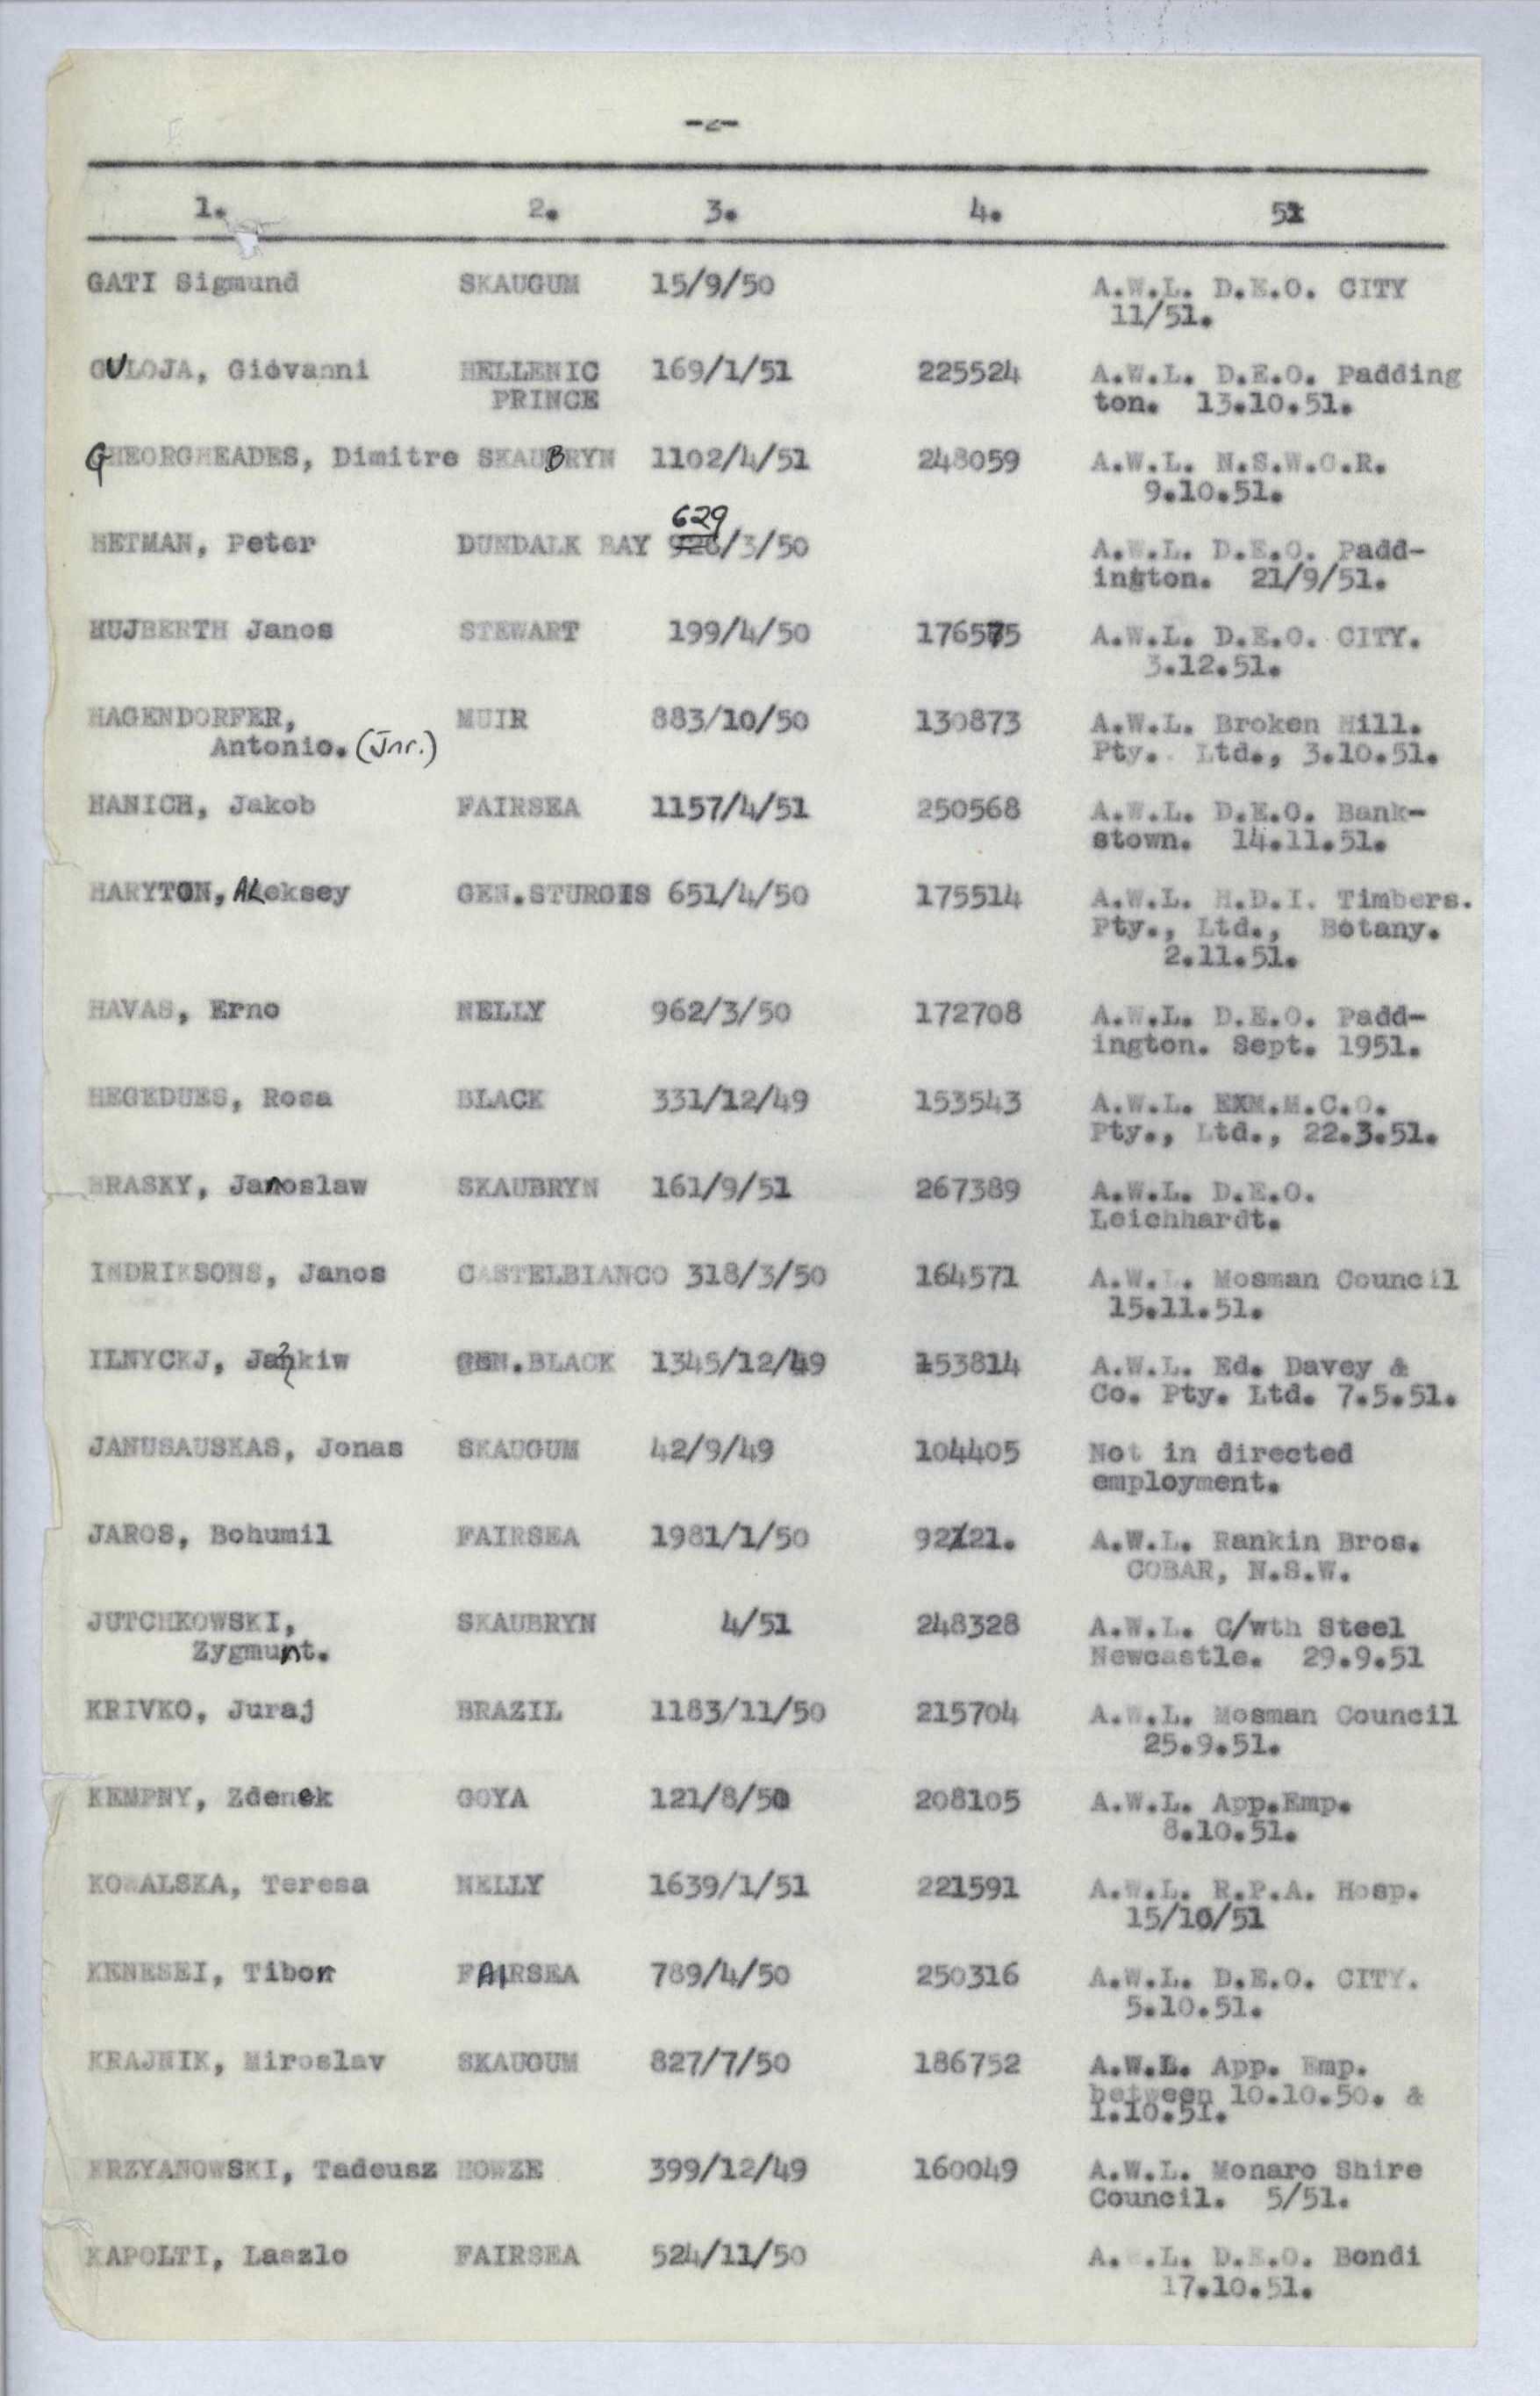 -2-
1. 2. 3. 4. 5
GATI Sigmund SKAUGUM 15/9/50 A.W.L. D.E.O. CITY
11/51.
GULOJA, Giovanni HELLENIC 169/1/51 225524 A.W.L. D.E.O. Padding
PRINCE ton. 13.10.51.
GHEORGHEADES, Dimitre SKAUBRYN 1102/4/51 248059 A.W.L. N.S.W.G.R.
9.10.51.
629
HETMAN, Peter DUNDALK BAY 928/3/50 A.W.L. D.E.O. Padd-
ington. 21/9/51.
HUJBERTH Janos STEWART 199/4/50 176575 A.W.L. D.E.O. CITY.
3.12.51.
HAGENDORFER, MUIR 883/10/50 130873 A.W.L. Broken Hill.
Antonio. (Jnr.) Pty. Ltd., 3.10.51.
HANICH, Jakob FAIRSEA 1157/4/51 250568 A.W.L. D.E.O. Bank-
stown. 14.11.51.
HARYTON, ALeksey GEN.STURGIS 651/4/50 175514 A.W.L. H.D.I. Timbers.
Pty., Ltd., Botany.
2.11.51.
HAVAS, Erno NELLY 962/3/50 172708 A.W.L. D.E.O. Padd-
ington. Sept. 1951.
HEGEDUES, Rosa BLACK 331/12/49 153543 A.W.L. EXM.M.C.O.
Pty., Ltd., 22.3.51.
HRASKY, Jaroslaw SKAUBRYN 161/9/51 267389 A.W.L. D.E.O.
Leichhardt.
INDRIKSONS, Janos CASTELBIANCO 318/3/50 164571 A.W.L. Mosman Council
15.11.51.
ILNYCKJ, Jankiw GEN.BLACK 1345/12/49 153814 A.W.L. Ed. Davey &
Co. Pty. Ltd. 7.5.51.
JANUSAUSKAS, Jonas SKAUGUM 42/9/49 104405 Not in directed
employment.
JAROS, Bohumil FAIRSEA 1981/1/50 92121. A.W.L. Rankin Bros.
COBAR, N.S.W.
JUTCHKOWSKI, SKAUBRYN 4/51 248328 A.W.L. C/wth Steel
Zygmunt. Newcastle. 29.9.51
KRIVKO, Juraj BRAZIL 1183/11/50 215704 A.W.L. Mosman Council
25.9.51.
KEMPNY, Zdenek GOYA 121/8/50 208105 A.W.L. App.Emp.
8.10.51.
KOWALSKA, Teresa NELLY 1639/1/51 221591 A.W.L. R.P.A. Hosp.
15/10/51
KENESEI, Tibor FAIRSEA 789/4/50 250316 A.W.L. D.E.O. CITY.
5.10.51.
KRAJNIK, Miroslav SKAUGUM 827/7/50 186752 A.W.L. App. Emp.
between 10.10.50. &
1.10.51.
KRZYANOWSKI, Tadeusz HOWZE 399/12/49 160049 A.W.L. Monaro Shire
Council. 5/51.
KAPOLTI, Laszlo FAIRSEA 524/11/50 A.W.L. D.E.O. Bondi
17.10.51.